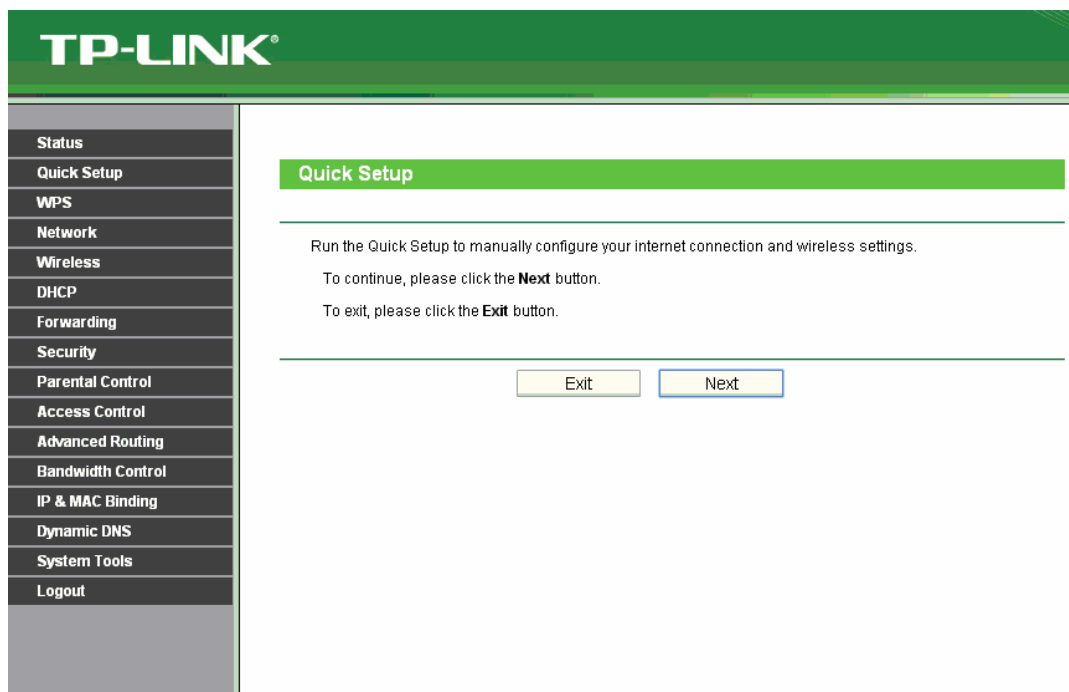 TP-LINK®
Status
Quick Setup
WPS
Network
Wireless
DHCP
Forwarding
Security
Parental Control
Access Control
Advanced Routing
Bandwidth Control
IP & MAC Binding
Dynamic DNS
System Tools
Logout
Quick Setup
Run the Quick Setup to manually configure your internet connection and wireless settings.
To continue, please click the Next button.
To exit, please click the Exit button.
Exit Next